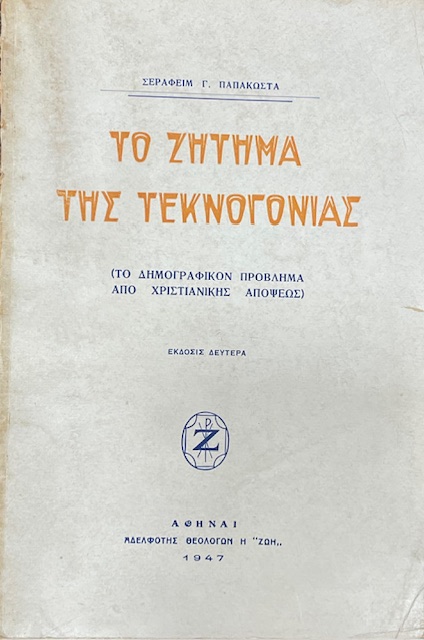 ΣΕΡΑΦΕΙΜ Γ. ΠΑΠΑΚΩΣΤΑ
ΤΟ ΖΗΤΗΜΑ
ΤΗΣ ΤΕΚΝΟΓΟΝΙΑΣ
(ΤΟ ΔΗΜΟΓΡΑΦΙΚΟΝ ΠΡΟΒΛΗΜΑ
ΑΠΟ ΧΡΙΣΤΙΑΝΙΚΗΣ ΑΠΟΨΕΩΣ)
ΕΚΔΟΣΙΣ ΔΕΥΤΕΡΑ
Ζ
ΑΘΗΝΑΙ
ΑΔΕΛΦΟΤΗΣ ΘΕΟΛΟΓΩΝ Η "ΖΩΗ,,
1947